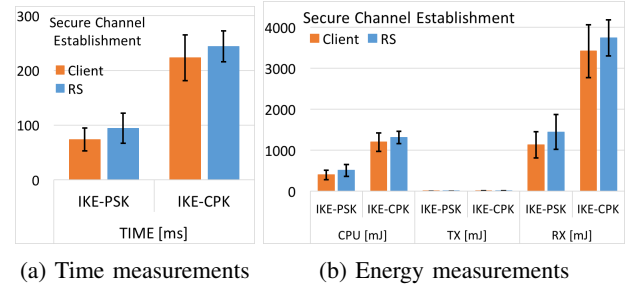 Secure Channel
Establishment
Client
RS
300
200
100
0
IKE-PSK IKE-CPK
TIME [ms]
(a) Time measurements
Secure Channel Establishment
Client RS
4000
3000
2000
1000
0
IKE-PSK IKE-CPK IKE-PSK IKE-CPK IKE-PSK IKE-CPK
CPU [mJ] TX [mJ] RX [mJ]
(b) Energy measurements